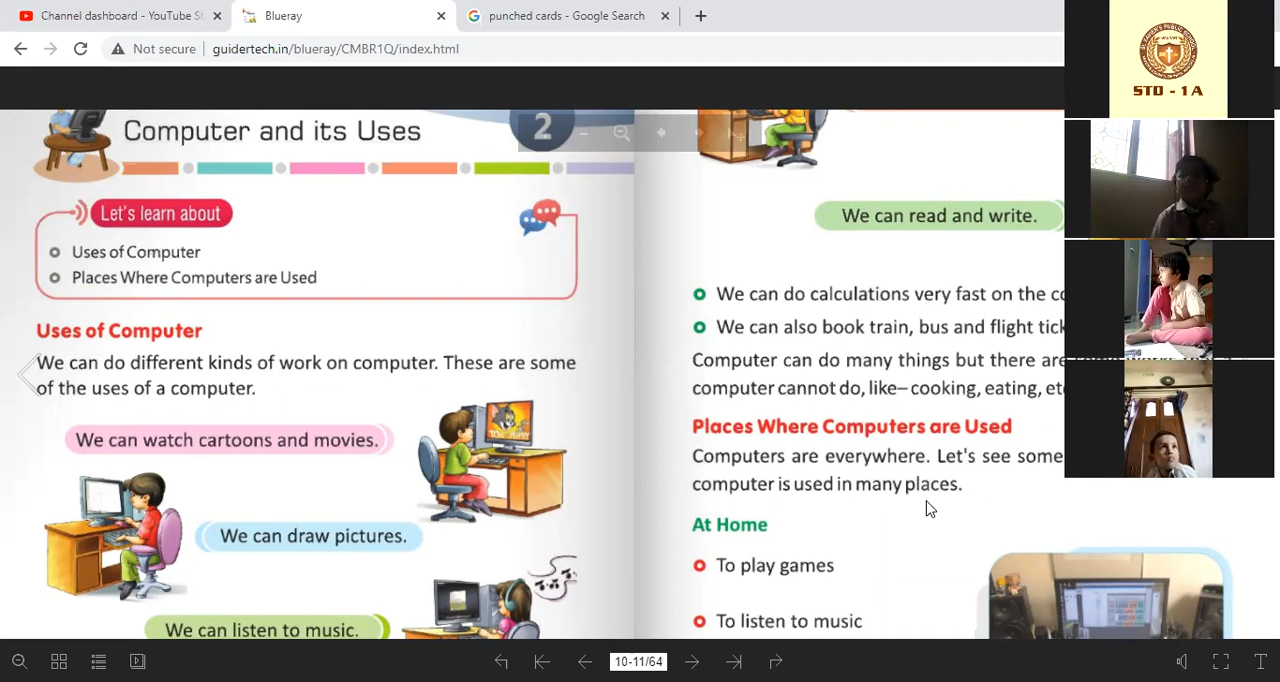 Channel dashboard - YouTube St
Blueray
punched cards - Google Search
Not secure
guidertech.in/blueray/CMBR1Q/index.html
STD - 1A
Computer and its Uses
2
Let's learn about
Uses of Computer
Places Where Computers are Used
Uses of Computer
We can do different kinds of work on computer. These are some
of the uses of a computer.
We can watch cartoons and movies.
We can draw pictures.
We can listen to music.
We can read and write.
We can do calculations very fast on the co
We can also book train, bus and flight tick
Computer can do many things but there are
computer cannot do, like– cooking, eating, etc
Places Where Computers are Used
Computers are everywhere. Let's see some
computer is used in many places.
At Home
To play games
To listen to music
10-11/64